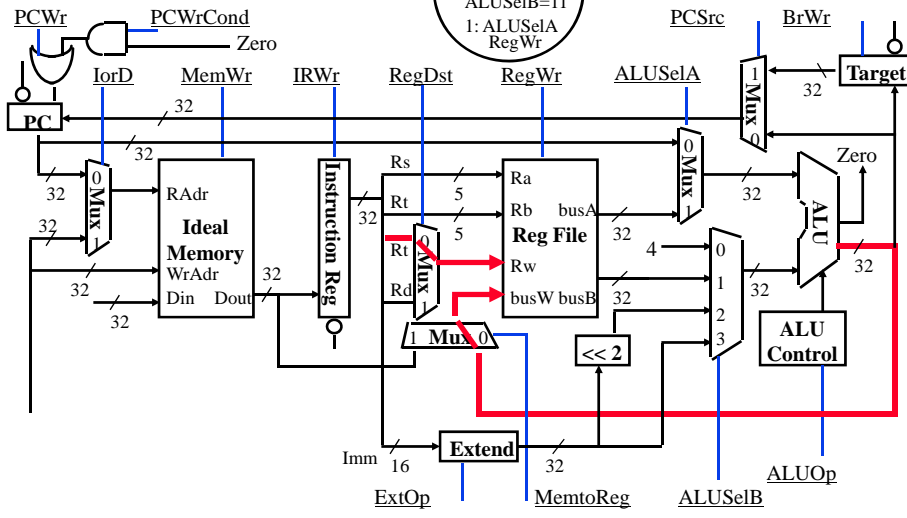 ALUSelB=11
1: ALUSelA
RegWr
PCWr
PCWrCond
Zero
PCSrc
BrWr
IorD
MemWr
IRWr
RegDst
RegWr
ALUSelA
PC
32
32
1
Mux
0
32
Target
0
Mux
1
32
32
RAdr
Ideal
Memory
WrAdr
Din
Dout
32
32
32
Instruction Reg
32
Rs
Rt
5
5
Rt
Rd
0
Mux
1
Ra
Rb
busA
Reg File
Rw
busW
busB
32
32
0
Mux
1
32
Zero
ALU
32
4
0
1
2
3
Mux
32
1
Mux
0
<< 2
ALU
Control
Imm
16
Extend
32
ExtOp
MemtoReg
ALUSelB
ALUOp